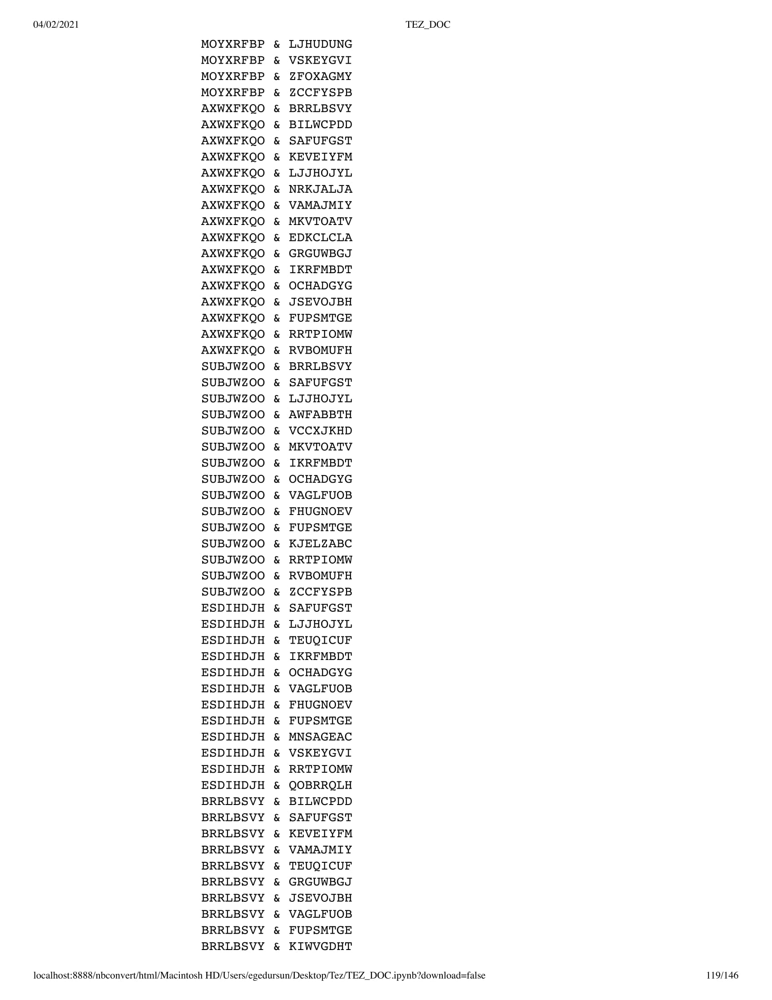 04/02/2021 TEZ_DOC
MOYXRFBP & LJHUDUNG
MOYXRFBP & VSKEYGVI
MOYXRFBP & ZFOXAGMY
MOYXRFBP & ZCCFYSPB
AXWXFKQO & BRRLBSVY
AXWXFKQO & BILWCPDD
AXWXFKQO & SAFUFGST
AXWXFKQO & KEVEIYFM
AXWXFKQO & LJJHOJYL
AXWXFKQO & NRKJALJA
AXWXFKQO & VAMAJMIY
AXWXFKQO & MKVTOATV
AXWXFKQO & EDKCLCLA
AXWXFKQO & GRGUWBGJ
AXWXFKQO & IKRFMBDT
AXWXFKQO & OCHADGYG
AXWXFKQO & JSEVOJBH
AXWXFKQO & FUPSMTGE
AXWXFKQO & RRTPIOMW
AXWXFKQO & RVBOMUFH
SUBJWZOO & BRRLBSVY
SUBJWZOO & SAFUFGST
SUBJWZOO & LJJHOJYL
SUBJWZOO & AWFABBTH
SUBJWZOO & VCCXJKHD
SUBJWZOO & MKVTOATV
SUBJWZOO & IKRFMBDT
SUBJWZOO & OCHADGYG
SUBJWZOO & VAGLFUOB
SUBJWZOO & FHUGNOEV
SUBJWZOO & FUPSMTGE
SUBJWZOO & KJELZABC
SUBJWZOO & RRTPIOMW
SUBJWZOO & RVBOMUFH
SUBJWZOO & ZCCFYSPB
ESDIHDJH & SAFUFGST
ESDIHDJH & LJJHOJYL
ESDIHDJH & TEUQICUF
ESDIHDJH & IKRFMBDT
ESDIHDJH & OCHADGYG
ESDIHDJH & VAGLFUOB
ESDIHDJH & FHUGNOEV
ESDIHDJH & FUPSMTGE
ESDIHDJH & MNSAGEAC
ESDIHDJH & VSKEYGVI
ESDIHDJH & RRTPIOMW
ESDIHDJH & QOBRRQLH
BRRLBSVY & BILWCPDD
BRRLBSVY & SAFUFGST
BRRLBSVY & KEVEIYFM
BRRLBSVY & VAMAJMIY
BRRLBSVY & TEUQICUF
BRRLBSVY & GRGUWBGJ
BRRLBSVY & JSEVOJBH
BRRLBSVY & VAGLFUOB
BRRLBSVY & FUPSMTGE
BRRLBSVY & KIWVGDHT
localhost:8888/nbconvert/html/Macintosh HD/Users/egedursun/Desktop/Tez/TEZ_DOC.ipynb?download=false 119/146